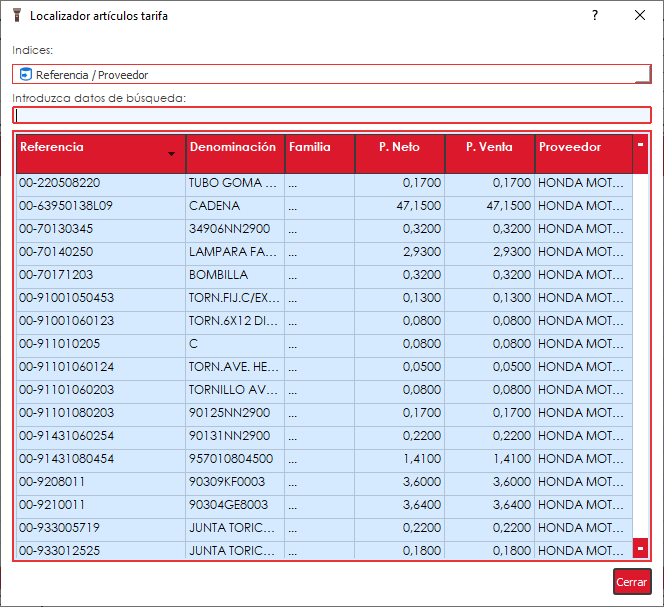 Localizador artículos tarifa
Indices:
Referencia / Proveedor
Introduzca datos de búsqueda:
Referencia Denominación Familia P. Neto P. Venta Proveedor
00-220508220 TUBO GOMA ... ... 0,1700 0,1700 HONDA MOT...
00-63950138L09 CADENA ... 47,1500 47,1500 HONDA MOT...
00-70130345 34906NN2900 ... 0,3200 0,3200 HONDA MOT...
00-70140250 LAMPARA FA... ... 2,9300 2,9300 HONDA MOT...
00-70171203 BOMBILLA ... 0,3200 0,3200 HONDA MOT...
00-91001050453 TORN.FIJ.C/EX... ... 0,1300 0,1300 HONDA MOT...
00-91001060123 TORN.6X12 DI... ... 0,0800 0,0800 HONDA MOT...
00-911010205 C ... 0,0800 0,0800 HONDA MOT...
00-91101060124 TORN.AVE. HE... ... 0,0500 0,0500 HONDA MOT...
00-91101060203 TORNILLO AV... ... 0,0800 0,0800 HONDA MOT...
00-91101080203 90125NN2900 ... 0,1700 0,1700 HONDA MOT...
00-91431060254 90131NN2900 ... 0,2200 0,2200 HONDA MOT...
00-91431080454 957010804500 ... 1,4100 1,4100 HONDA MOT...
00-9208011 90309KF0003 ... 3,6000 3,6000 HONDA MOT...
00-9210011 90304GE8003 ... 3,6400 3,6400 HONDA MOT...
00-933005719 JUNTA TORIC... ... 0,2200 0,2200 HONDA MOT...
00-933012525 JUNTA TORIC... ... 0,1800 0,1800 HONDA MOT...
Cerrar